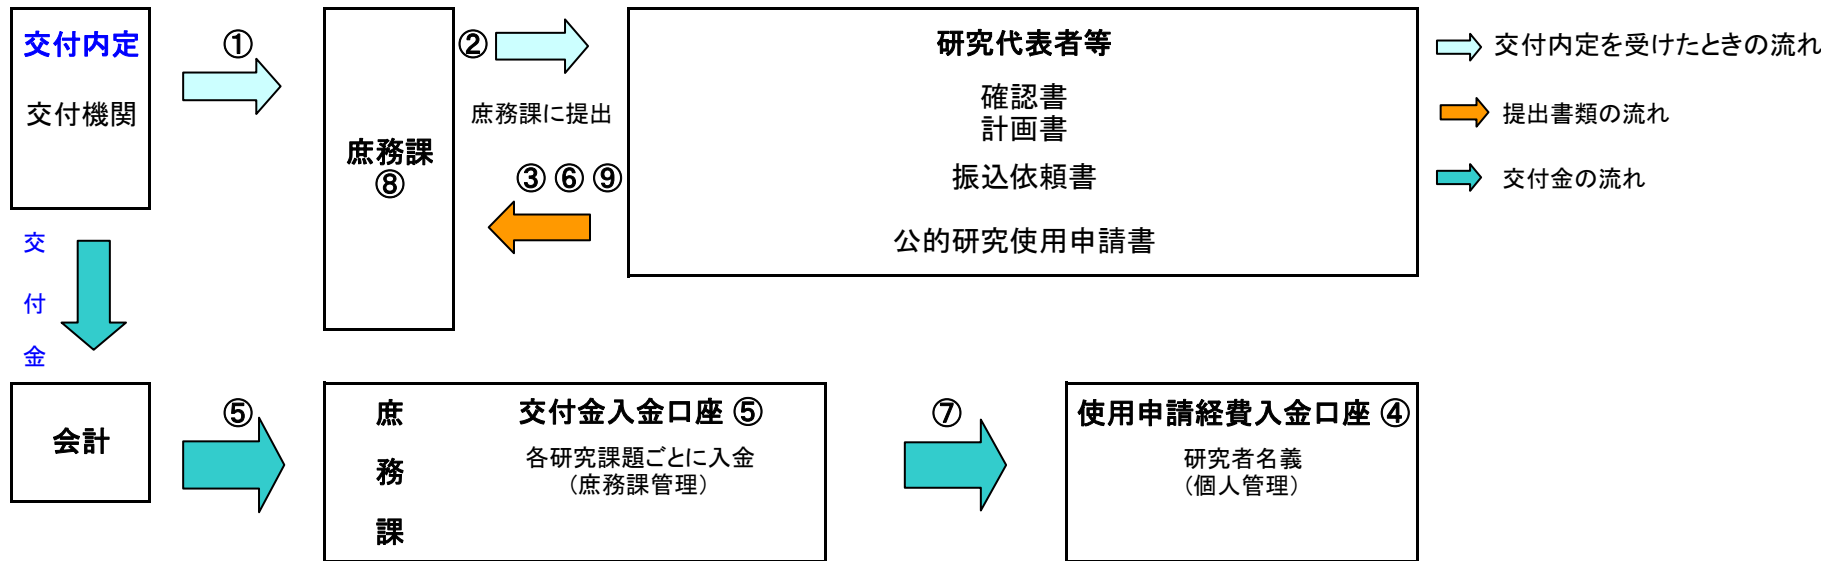 交付内定
交付機関
①
庶務課
⑧
②
庶務課に提出
③ ⑥ ⑨
研究代表者等
確認書
計画書
振込依頼書
公的研究使用申請書
交付内定を受けたときの流れ
提出書類の流れ
交付金の流れ
交
付
金
会計
⑤
庶
務
課
交付金入金口座 ⑤
各研究課題ごとに入金
（庶務課管理）
⑦
使用申請経費入金口座 ④
研究者名義
（個人管理）